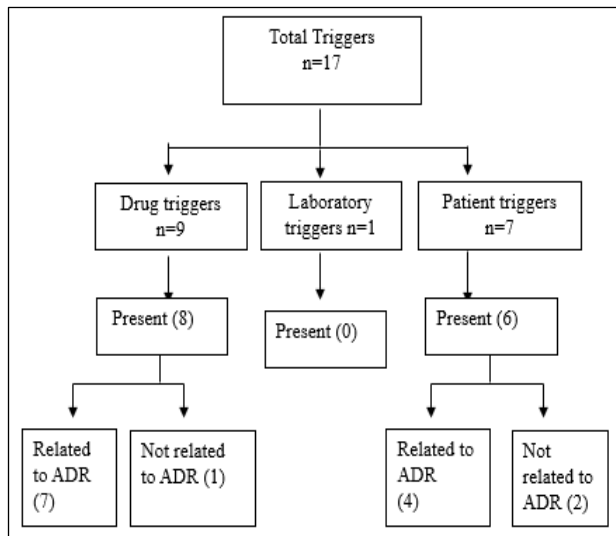 Total Triggers
n=17
Drug triggers
n=9
Laboratory
triggers n=1
Patient triggers
n=7
Present (8)
Present (0)
Present (6)
Related
to ADR
(7)
Not related
to ADR (1)
Related to
ADR
(4)
Not
related to
ADR (2)